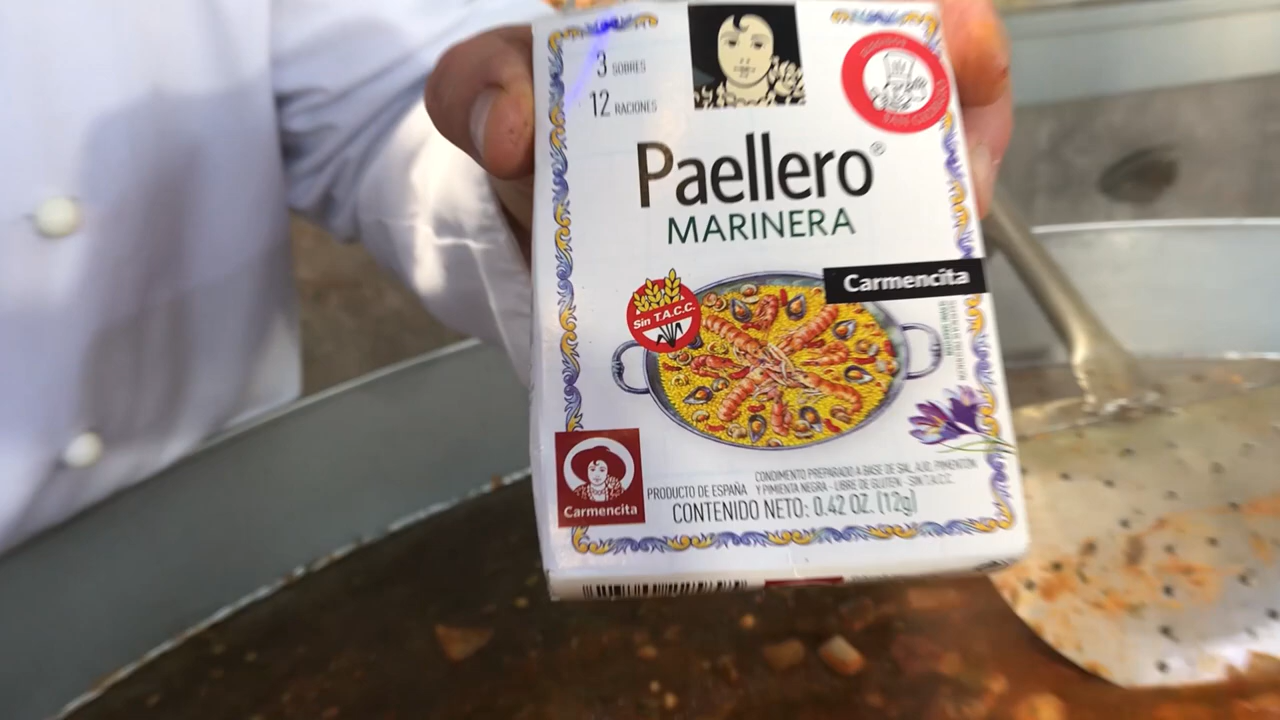 3 SOBRES
12 RACIONES
Paellero®
MARINERA
Carmencita
Sin T.A.C.C.
Carmencita
CONDIMENTO PREPARADO A BASE DE SAL, AJO, PIMENTÓN
Y PIMIENTA NEGRA - LIBRE DE GLUTEN - SIN T.A.C.C.
PRODUCTO DE ESPAÑA
CONTENIDO NETO: 0.42 OZ. (12g)